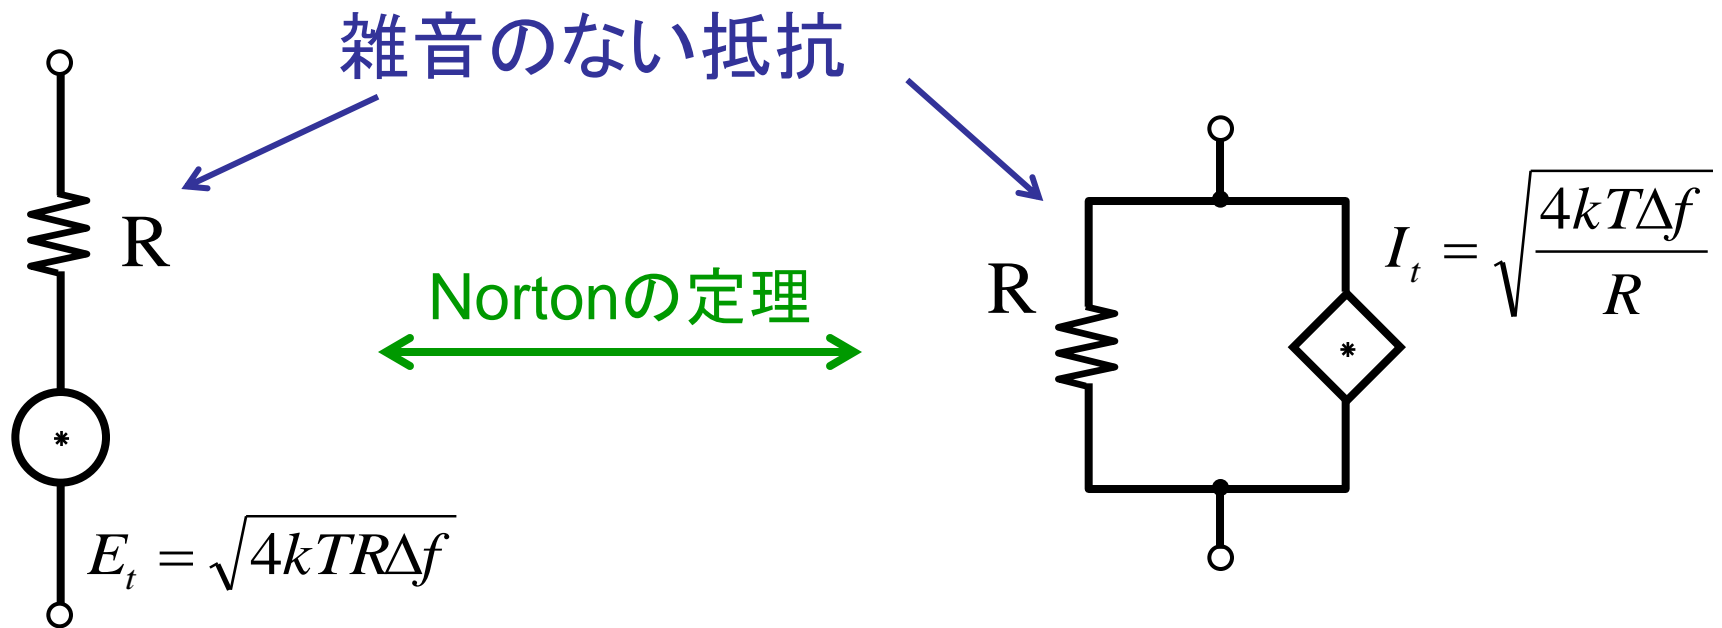 雑音のない抵抗
R
Nortonの定理
R
I_t = √(4kTΔf / R)
E_t = √(4kTRΔf)